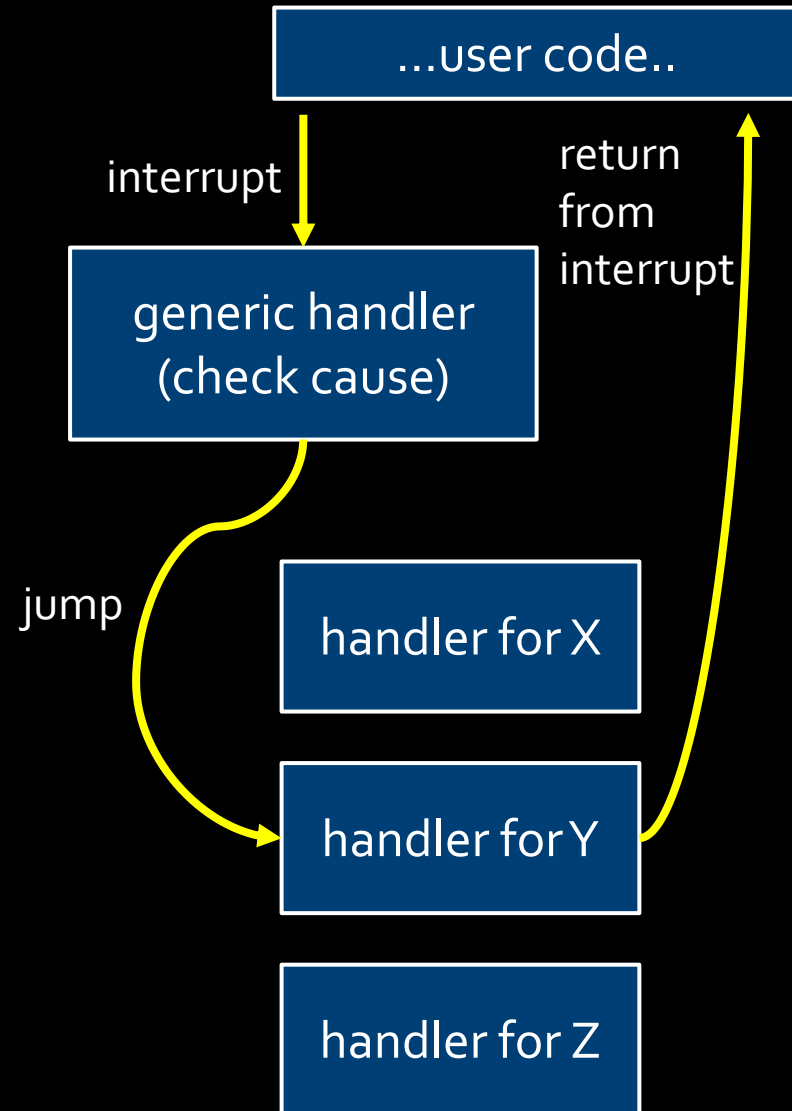 ...user code..
interrupt
return
from
interrupt
generic handler
(check cause)
jump
handler for X
handler for Y
handler for Z